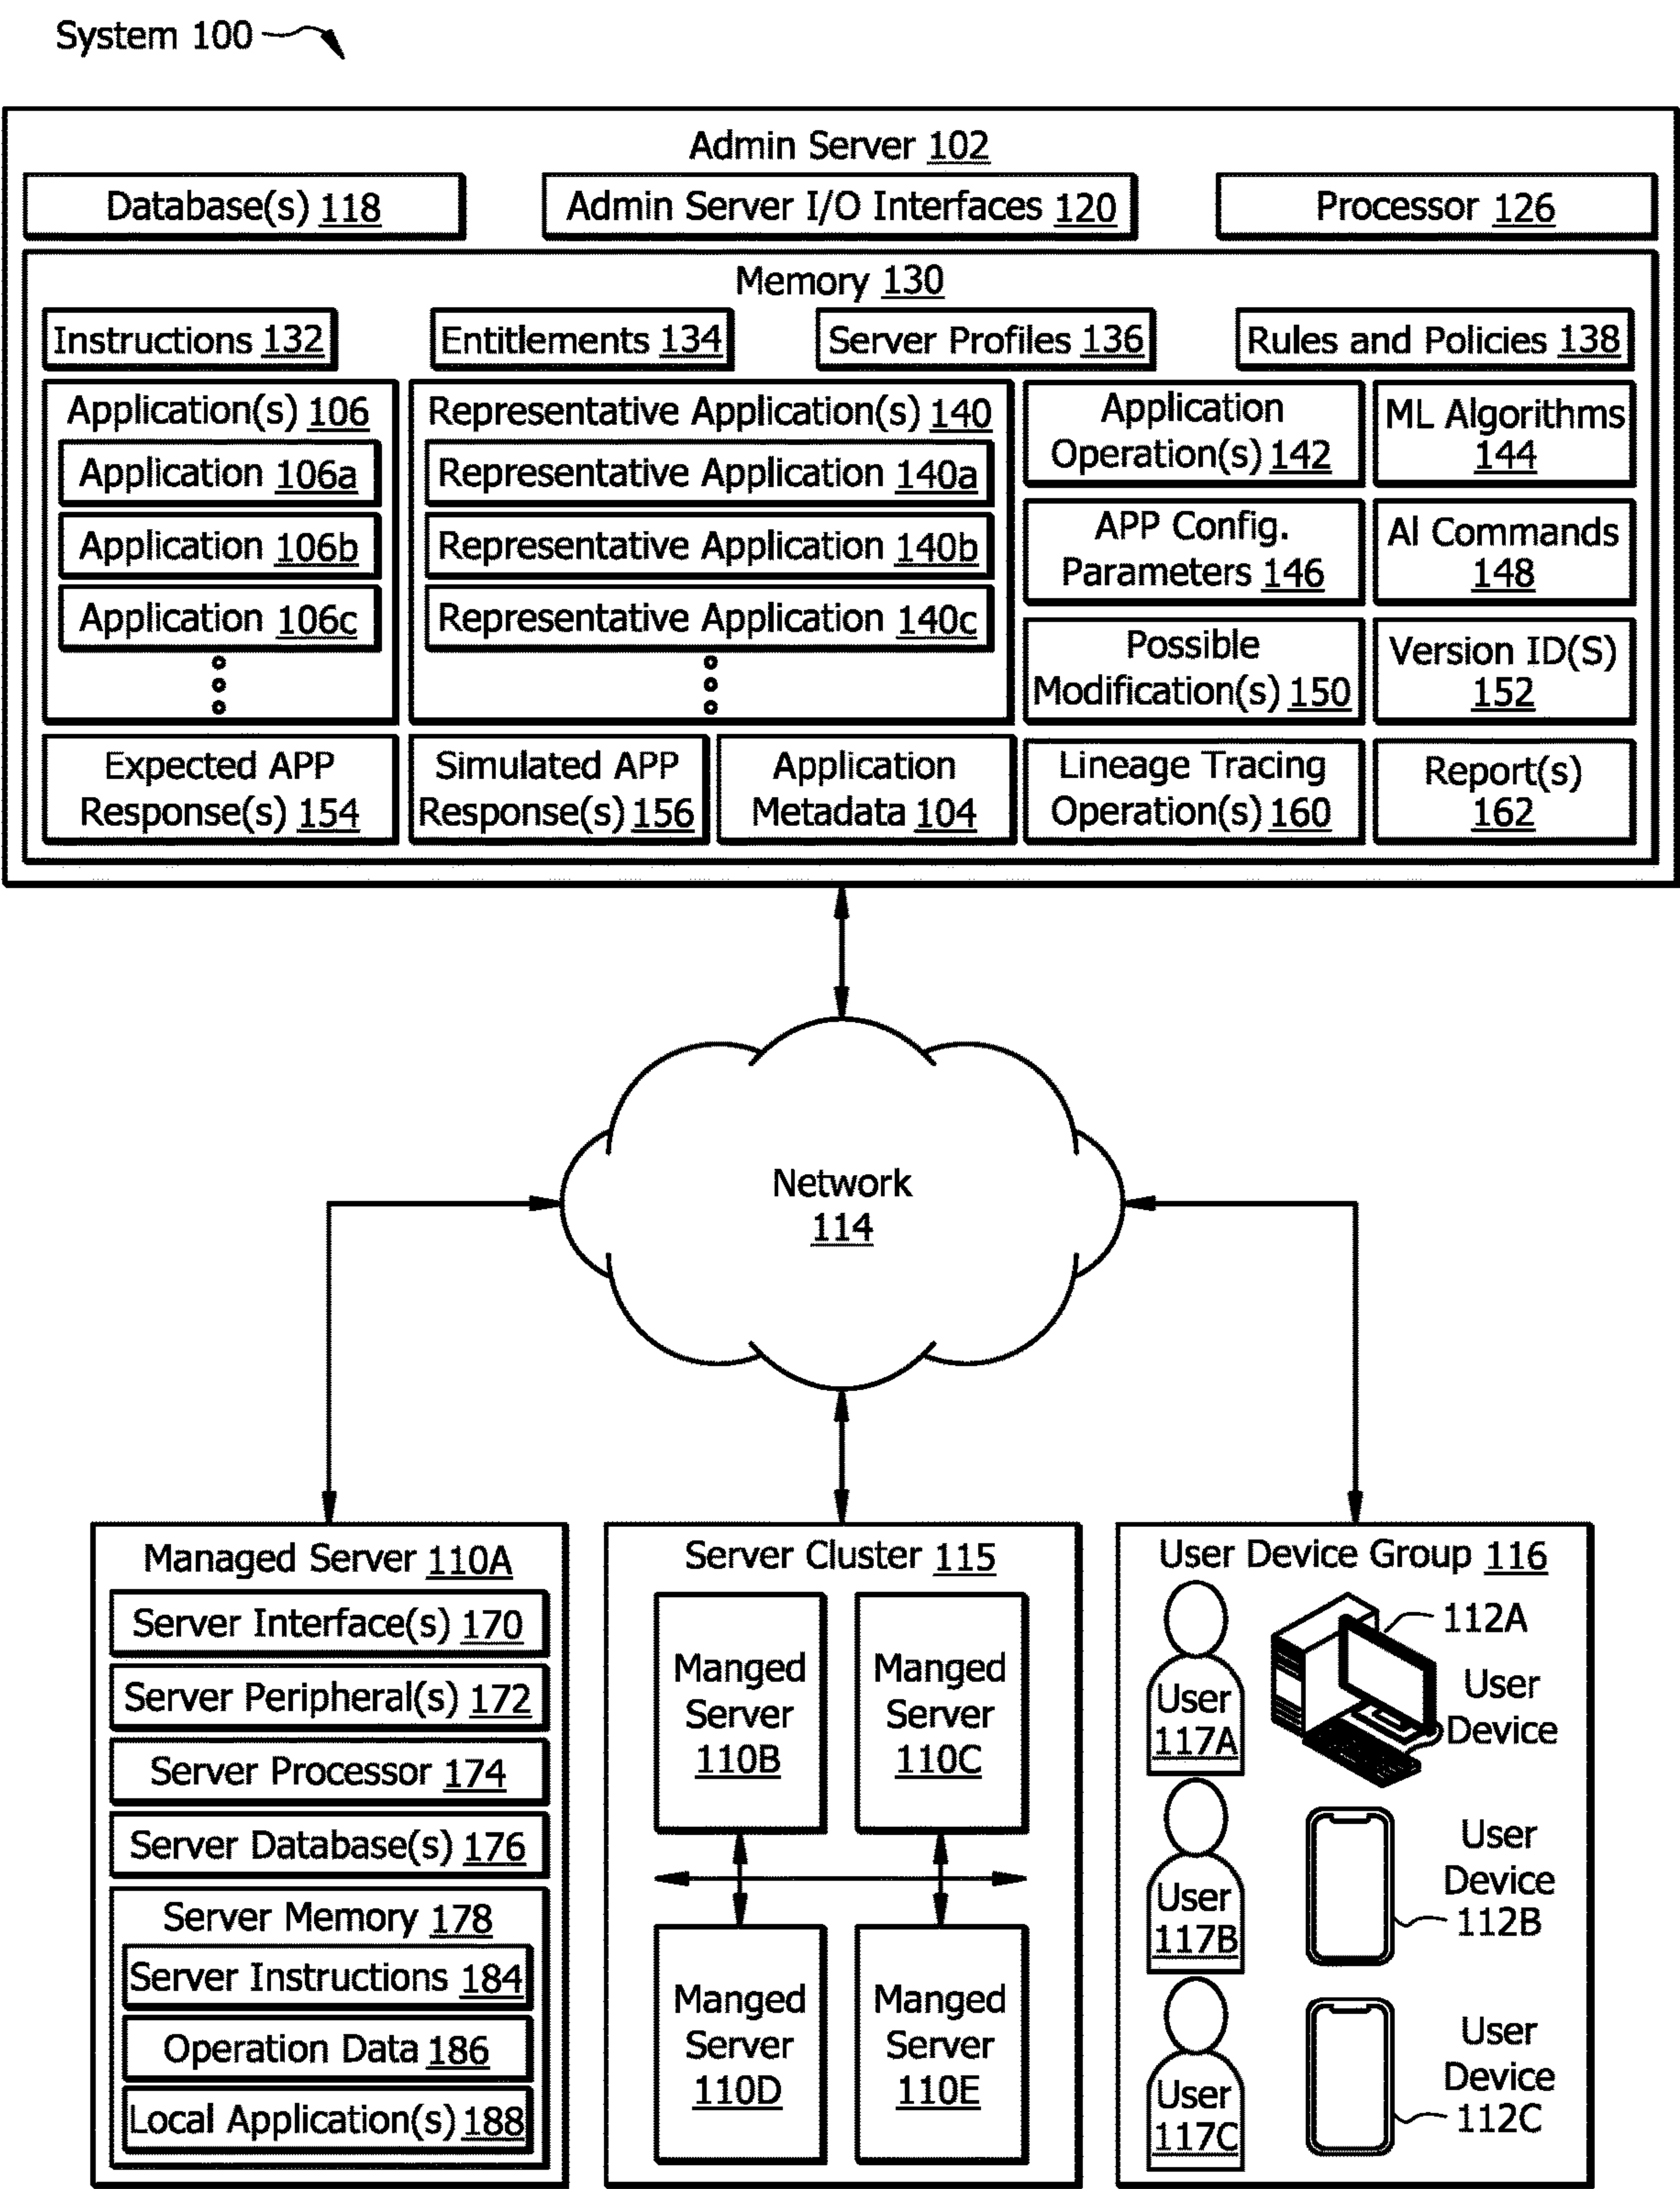 System 100
Admin Server 102
Database(s) 118
Admin Server I/O Interfaces 120
Processor 126
Memory 130
Instructions 132
Entitlements 134
Server Profiles 136
Rules and Policies 138
Application(s) 106
Application 106a
Application 106b
Application 106c
Representative Application(s) 140
Representative Application 140a
Representative Application 140b
Representative Application 140c
Application
Operation(s) 142
ML Algorithms
144
APP Config.
Parameters 146
AI Commands
148
Possible
Modification(s) 150
Version ID(S)
152
Expected APP
Response(s) 154
Simulated APP
Response(s) 156
Application
Metadata 104
Lineage Tracing
Operation(s) 160
Report(s)
162
Network
114
Managed Server 110A
Server Interface(s) 170
Server Peripheral(s) 172
Server Processor 174
Server Database(s) 176
Server Memory 178
Server Instructions 184
Operation Data 186
Local Application(s) 188
Server Cluster 115
Manged
Server
110B
Manged
Server
110C
Manged
Server
110D
Manged
Server
110E
User Device Group 116
User
117A
112A
User
Device
User
117B
User
Device
112B
User
117C
User
Device
112C